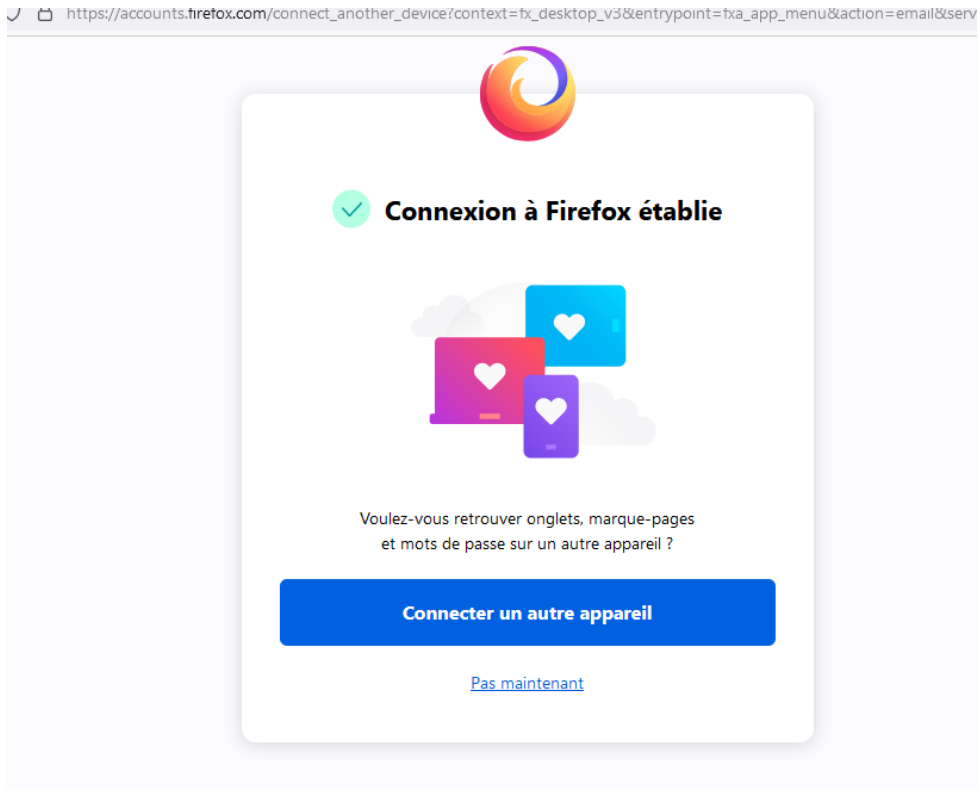 https://accounts.firefox.com/connect_another_device?context=fx_desktop_v3&entrypoint=fxa_app_menu&action=email&serv
Connexion à Firefox établie
Voulez-vous retrouver onglets, marque-pages
et mots de passe sur un autre appareil ?
Connecter un autre appareil
Pas maintenant